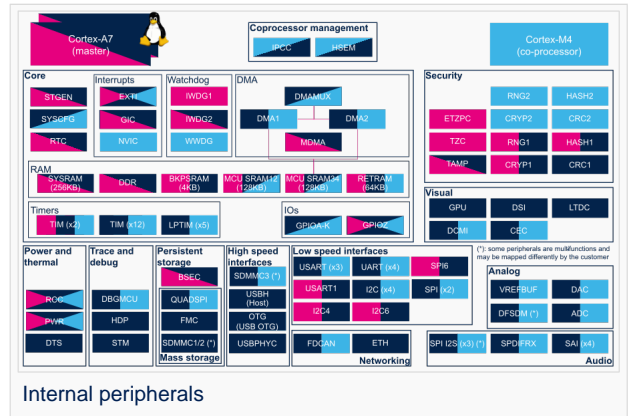 Cortex-A7
(master)
Coprocessor management
IPCC
HSEM
Cortex-M4
(co-processor)
Core
Interrupts
Watchdog
DMA
STGEN
EXTI
IWDG1
DMAMUX
SYSCFG
GIC
IWDG2
DMA1
DMA2
RTC
NVIC
WWDG
MDMA
RAM
SYSRAM
(256KB)
DDR
BKPSRAM
(4KB)
MCU SRAM12
(128KB)
MCU SRAM34
(128KB)
RETRAM
(64KB)
Timers
TIM (x2)
TIM (x12)
LPTIM (x5)
IOs
GPIOA-K
GPIOZ
Security
RNG2
HASH2
ETZPC
CRYP2
CRC2
TZC
RNG1
HASH1
TAMP
CRYP1
CRC1
Visual
GPU
DSI
LTDC
DCMI
CEC
Power and
thermal
ROC
PWR
DTS
Trace and
debug
DBGMCU
HDP
STM
Persistent
storage
BSEC
QUADSPI
FMC
SDMMC1/2 (*)
Mass storage
High speed
interfaces
SDMMC3 (*)
USBH
(Host)
OTG
(USB OTG)
USBPHYC
Low speed interfaces
USART (x3)
UART (x4)
SPI6
USART1
I2C (x4)
SPI (x2)
I2C4
I2C6
FDCAN
ETH
Networking
(*): some peripherals are multifunctions and
may be mapped differently by the customer
Analog
VREFBUF
DAC
DFSDM (*)
ADC
SPI I2S (x3) (*)
SPDIFRX
SAI (x4)
Audio
Internal peripherals